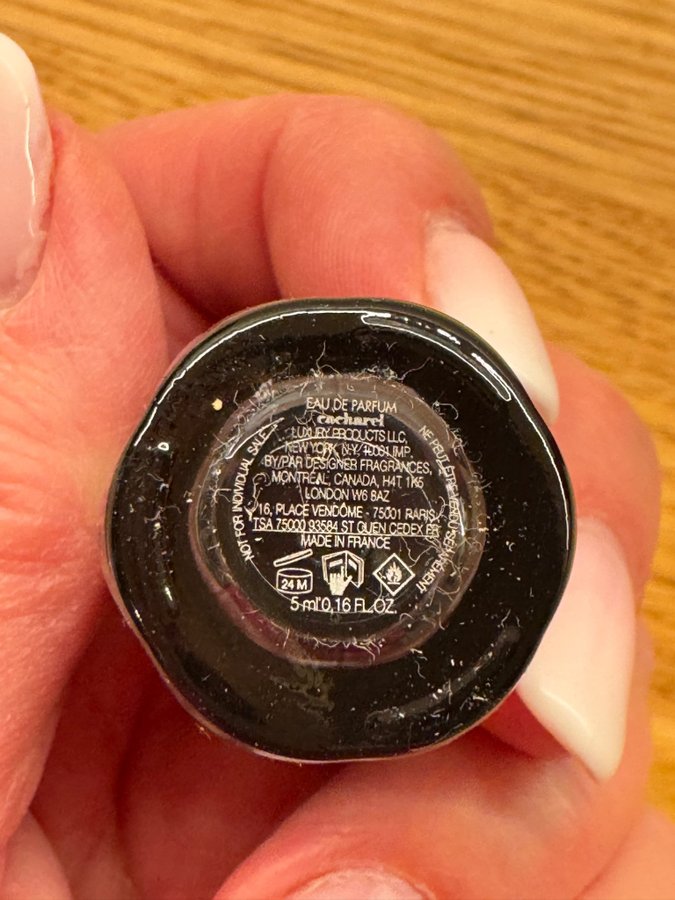 EAU DE PARFUM
cacharel
LUXURY PRODUCTS LLC,
NEW YORK, N.Y. 10001, IMP.
BY/PAR DESIGNER FRAGRANCES,
MONTRÉAL, CANADA, H4T 1K5
LONDON W6 8AZ
16, PLACE VENDÔME - 75001 PARIS
TSA 75000 93584 ST OUEN CEDEX FR
MADE IN FRANCE
24 M
5 ml 0,16 FL.OZ.
NOT FOR INDIVIDUAL SALE
NE PEUT ÊTRE VENDU SÉPARÉMENT